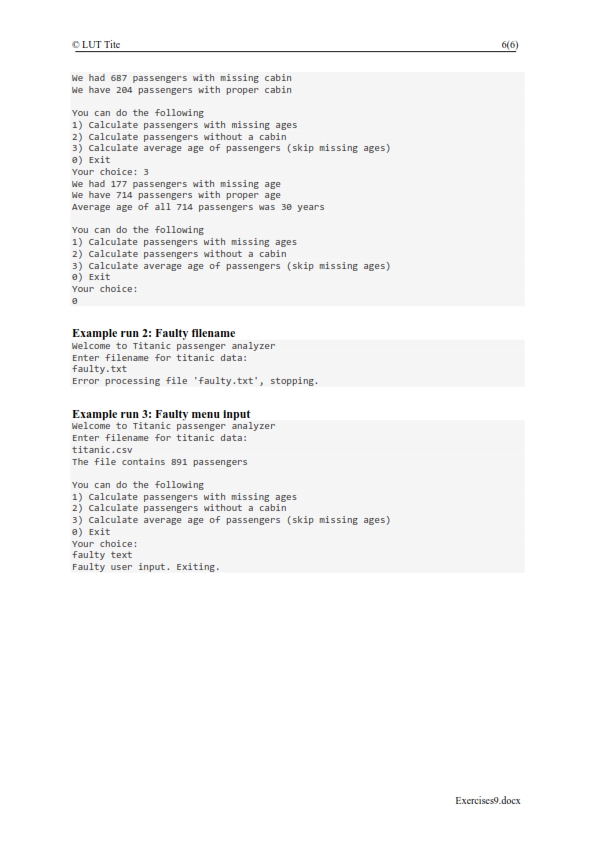 © LUT Tite 6(6)
We had 687 passengers with missing cabin
We have 204 passengers with proper cabin
You can do the following
1) Calculate passengers with missing ages
2) Calculate passengers without a cabin
3) Calculate average age of passengers (skip missing ages)
0) Exit
Your choice: 3
We had 177 passengers with missing age
We have 714 passengers with proper age
Average age of all 714 passengers was 30 years
You can do the following
1) Calculate passengers with missing ages
2) Calculate passengers without a cabin
3) Calculate average age of passengers (skip missing ages)
0) Exit
Your choice:
0
Example run 2: Faulty filename
Welcome to Titanic passenger analyzer
Enter filename for titanic data:
faulty.txt
Error processing file 'faulty.txt', stopping.
Example run 3: Faulty menu input
Welcome to Titanic passenger analyzer
Enter filename for titanic data:
titanic.csv
The file contains 891 passengers
You can do the following
1) Calculate passengers with missing ages
2) Calculate passengers without a cabin
3) Calculate average age of passengers (skip missing ages)
0) Exit
Your choice:
faulty text
Faulty user input. Exiting.
Exercises9.docx